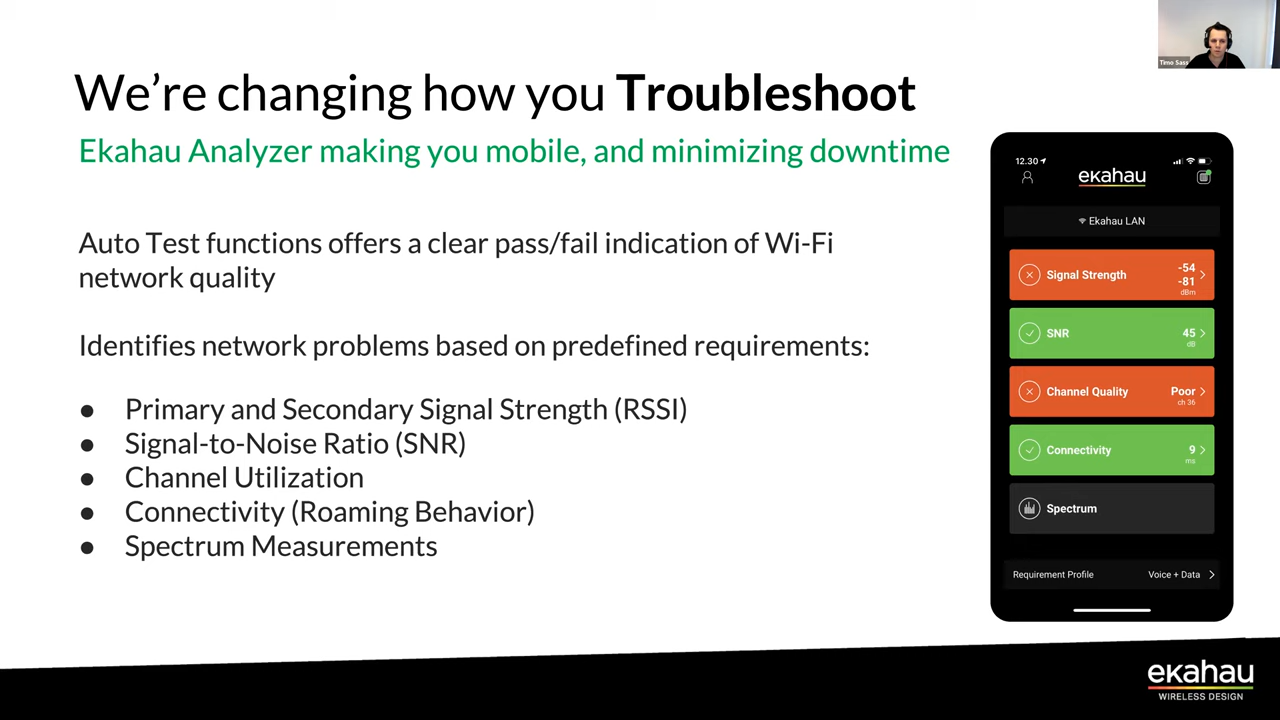 We're changing how you Troubleshoot
Ekahau Analyzer making you mobile, and minimizing downtime
Auto Test functions offers a clear pass/fail indication of Wi-Fi
network quality
Identifies network problems based on predefined requirements:
● Primary and Secondary Signal Strength (RSSI)
● Signal-to-Noise Ratio (SNR)
● Channel Utilization
● Connectivity (Roaming Behavior)
● Spectrum Measurements
Timo Sass
12.30
ekahau
Ekahau LAN
Signal Strength
-54
-81
dBm
SNR
45
dB
Channel Quality
Poor
ch 36
Connectivity
9
ms
Spectrum
Requirement Profile
Voice + Data
ekahau
WIRELESS DESIGN